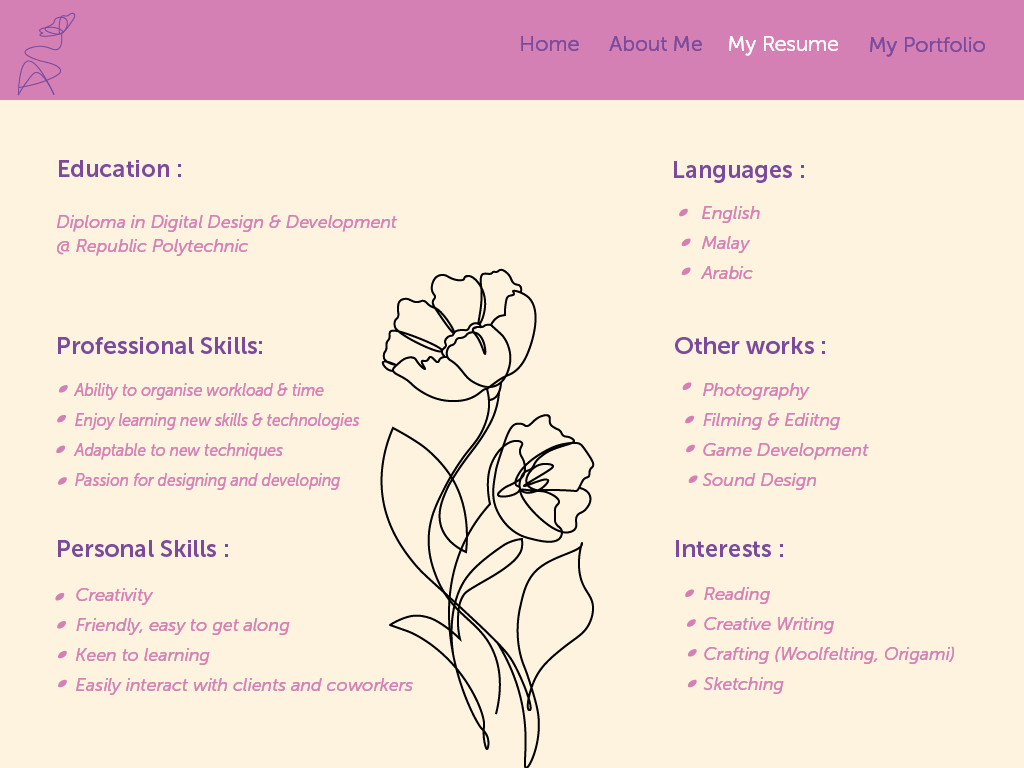 Home About Me My Resume My Portfolio
Education :
Diploma in Digital Design & Development
@ Republic Polytechnic
Professional Skills:
Ability to organise workload & time
Enjoy learning new skills & technologies
Adaptable to new techniques
Passion for designing and developing
Personal Skills :
Creativity
Friendly, easy to get along
Keen to learning
Easily interact with clients and coworkers
Languages :
English
Malay
Arabic
Other works :
Photography
Filming & Ediitng
Game Development
Sound Design
Interests :
Reading
Creative Writing
Crafting (Woolfelting, Origami)
Sketching